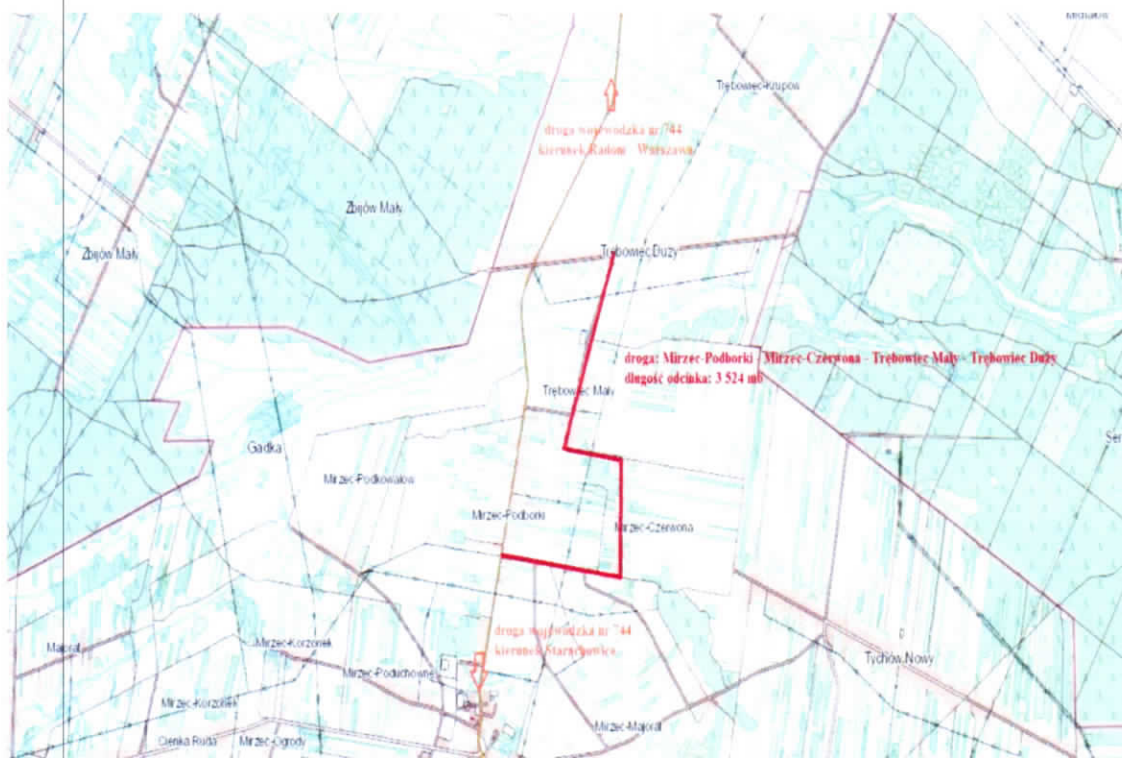 Trębowiec-Krupów
droga wojewódzka nr 744
kierunek Radom - Warszawa
Zbijów Mały
Zbijów Mały
Trębowiec Duży
droga: Mirzec-Podborki - Mirzec-Czerwona - Trębowiec Mały - Trębowiec Duży
długość odcinka: 3 524 mb
Trębowiec Mały
Gadka
Mirzec-Podkowalow
Mirzec-Podborki
Mirzec-Czerwona
droga wojewódzka nr 744
kierunek Starachowice
Majorat
Mirzec-Korzonek
Mirzec-Poduchowne
Tychów Nowy
Mirzec-Korzonek
Mirzec-Majorat
Cienka Ruda
Mirzec-Ogrody